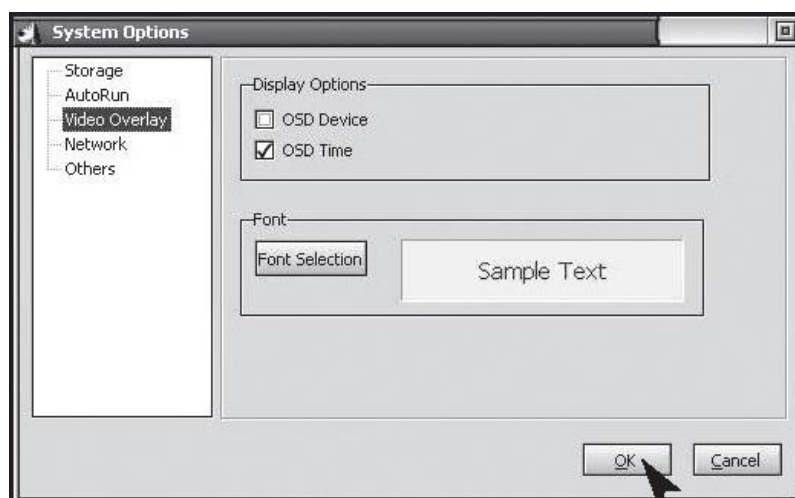 System Options
Storage
AutoRun
Video Overlay
Network
Others
Display Options
OSD Device
OSD Time
Font
Font Selection
Sample Text
OK
Cancel